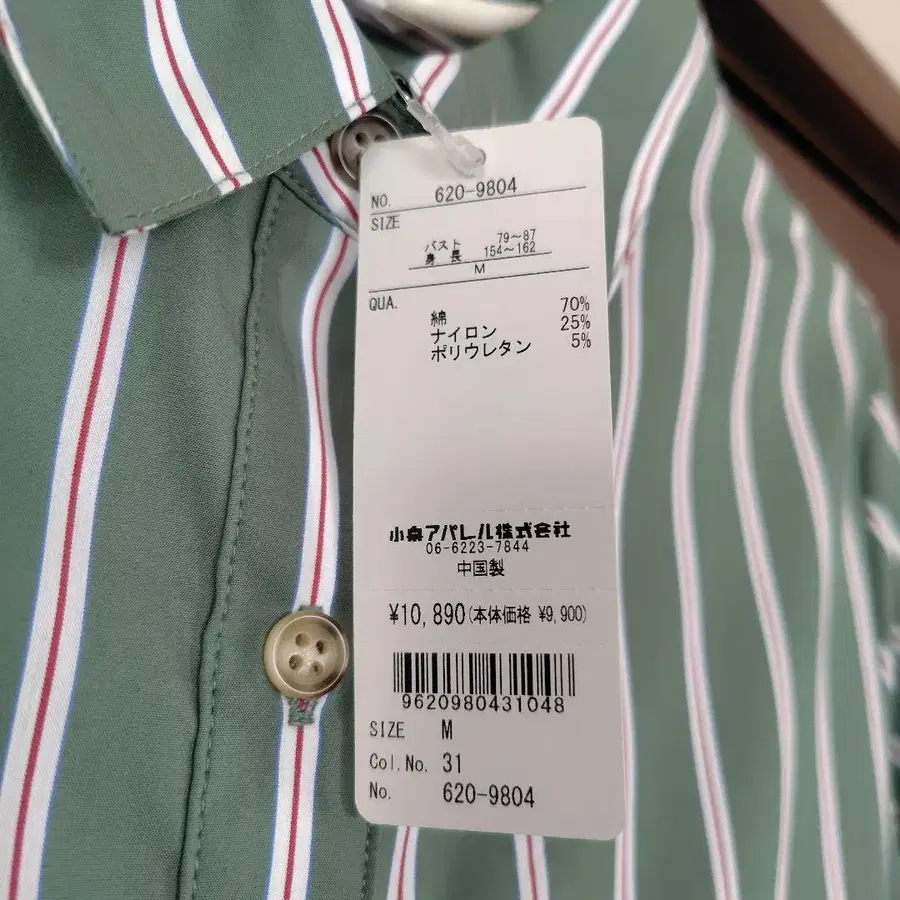 NO. 620-9804
SIZE
バスト 79〜87
身長 154〜162
M
QUA.
綿 70%
ナイロン 25%
ポリウレタン 5%
小泉アパレル株式会社
06-6223-7844
中国製
¥10,890(本体価格 ¥9,900)
9620980431048
SIZE M
Col.No. 31
No. 620-9804